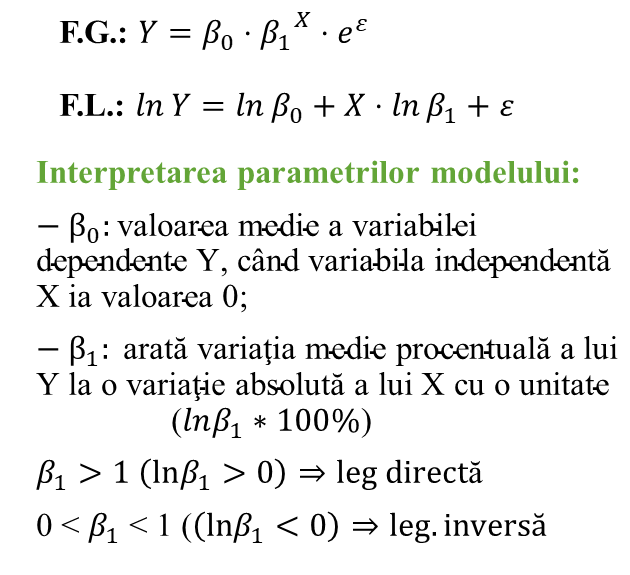 F.G.: Y = β₀ · β₁ˣ · e^ε
F.L.: ln Y = ln β₀ + X · ln β₁ + ε
Interpretarea parametrilor modelului:
− β₀: valoarea medie a variabilei
dependente Y, când variabila independentă
X ia valoarea 0;
− β₁: arată variaţia medie procentuală a lui
Y la o variaţie absolută a lui X cu o unitate
(lnβ₁ * 100%)
β₁ > 1 (lnβ₁ > 0) ⇒ leg directă
0 < β₁ < 1 ((lnβ₁ < 0) ⇒ leg. inversă